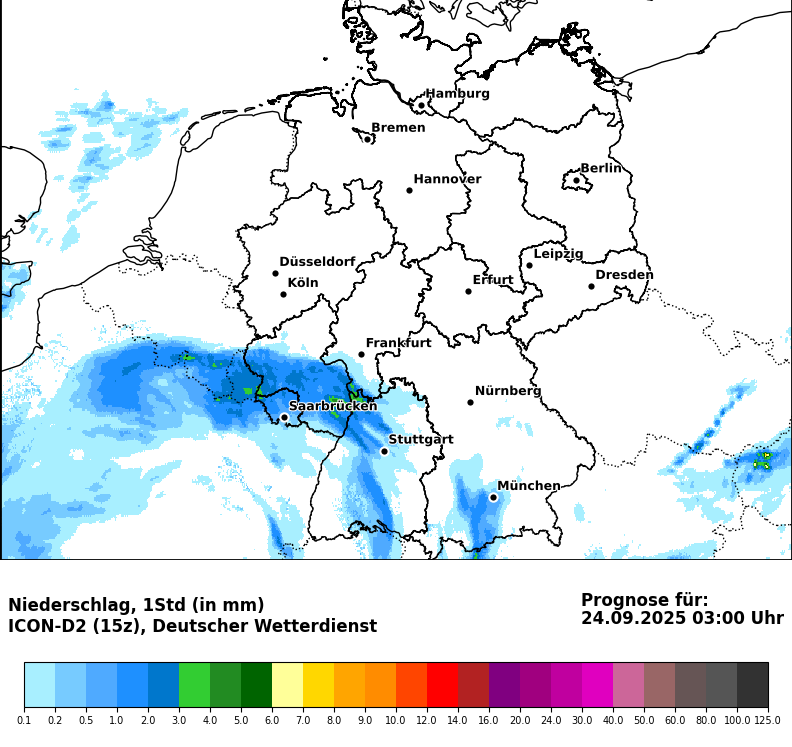 Hamburg
Bremen
Berlin
Hannover
Düsseldorf
Leipzig
Köln
Erfurt
Dresden
Frankfurt
Nürnberg
Saarbrücken
Stuttgart
München
Niederschlag, 1Std (in mm)
ICON-D2 (15z), Deutscher Wetterdienst
Prognose für:
24.09.2025 03:00 Uhr
0.1 0.2 0.5 1.0 2.0 3.0 4.0 5.0 6.0 7.0 8.0 9.0 10.0 12.0 14.0 16.0 20.0 24.0 30.0 40.0 50.0 60.0 80.0 100.0 125.0